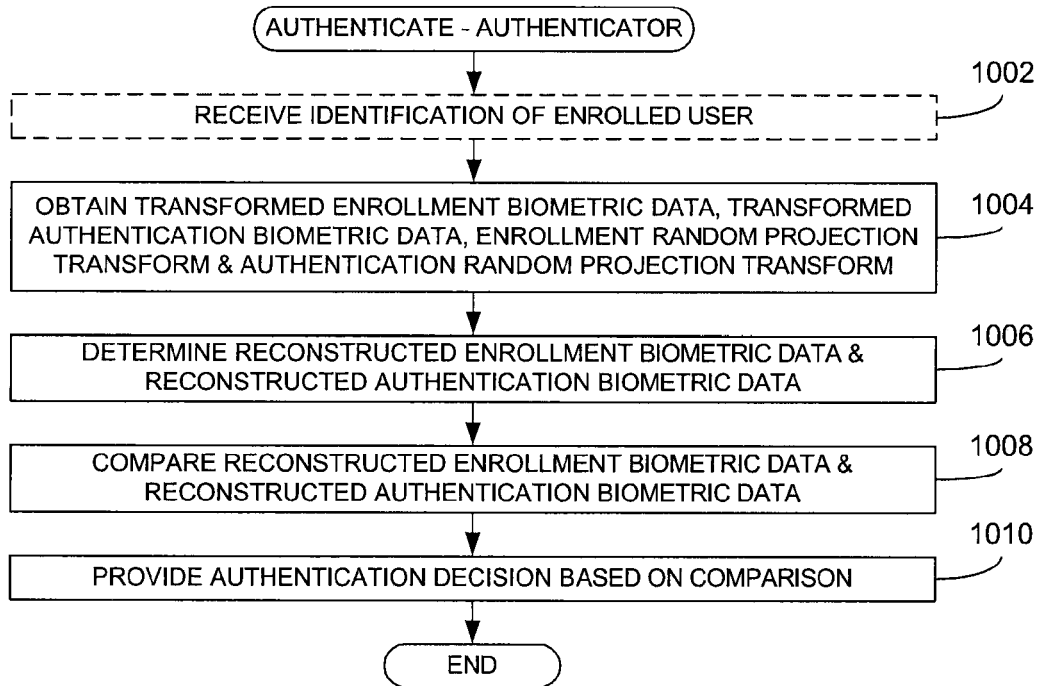 AUTHENTICATE - AUTHENTICATOR
1002
RECEIVE IDENTIFICATION OF ENROLLED USER
1004
OBTAIN TRANSFORMED ENROLLMENT BIOMETRIC DATA, TRANSFORMED
AUTHENTICATION BIOMETRIC DATA, ENROLLMENT RANDOM PROJECTION
TRANSFORM & AUTHENTICATION RANDOM PROJECTION TRANSFORM
1006
DETERMINE RECONSTRUCTED ENROLLMENT BIOMETRIC DATA &
RECONSTRUCTED AUTHENTICATION BIOMETRIC DATA
1008
COMPARE RECONSTRUCTED ENROLLMENT BIOMETRIC DATA &
RECONSTRUCTED AUTHENTICATION BIOMETRIC DATA
1010
PROVIDE AUTHENTICATION DECISION BASED ON COMPARISON
END